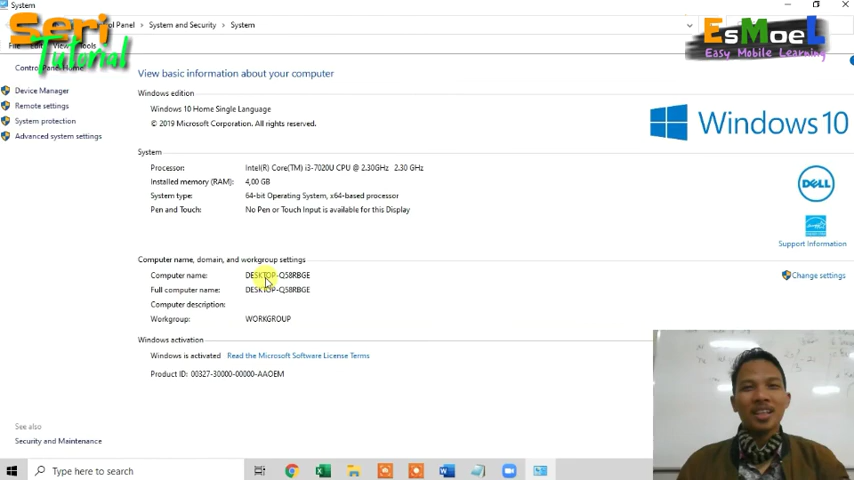 System
Control Panel > System and Security > System
Seri
Tutorial
EsMoeL
Easy Mobile Learning
File Edit View Tools
Control Panel Home
Device Manager
Remote settings
System protection
Advanced system settings
View basic information about your computer
Windows edition
Windows 10 Home Single Language
© 2019 Microsoft Corporation. All rights reserved.
Windows 10
System
Processor: Intel(R) Core(TM) i3-7020U CPU @ 2.30GHz 2.30 GHz
Installed memory (RAM): 4,00 GB
System type: 64-bit Operating System, x64-based processor
Pen and Touch: No Pen or Touch Input is available for this Display
DELL
Support Information
Computer name, domain, and workgroup settings
Computer name: DESKTOP-Q58RBGE
Full computer name: DESKTOP-Q58RBGE
Computer description:
Workgroup: WORKGROUP
Change settings
Windows activation
Windows is activated Read the Microsoft Software License Terms
Product ID: 00327-30000-00000-AAOEM
See also
Security and Maintenance
Type here to search